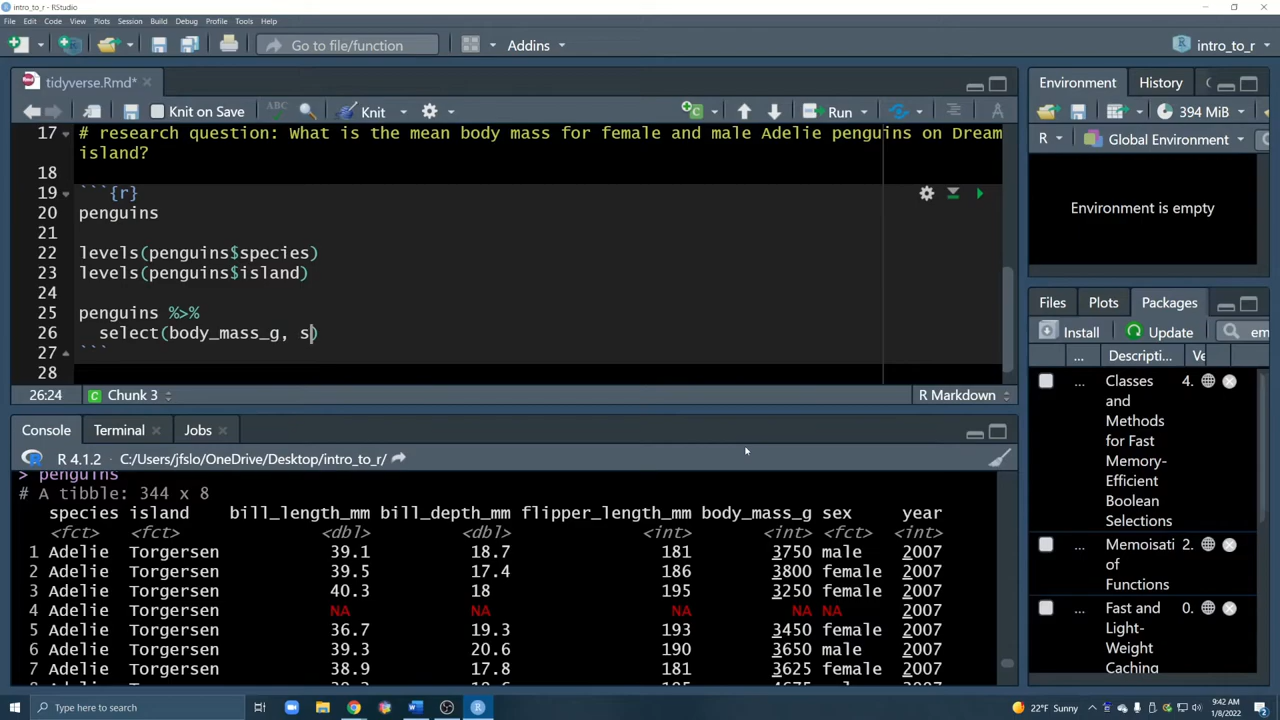 intro_to_r - RStudio
File Edit Code View Plots Session Build Debug Profile Tools Help
Go to file/function Addins intro_to_r
tidyverse.Rmd*
Knit on Save ABC Knit Run
17 # research question: What is the mean body mass for female and male Adelie penguins on Dream
island?
18
19 ```{r}
20 penguins
21
22 levels(penguins$species)
23 levels(penguins$island)
24
25 penguins %>%
26 select(body_mass_g, s)
27 ```
28
26:24 Chunk 3 R Markdown
Console Terminal Jobs
R 4.1.2 C:/Users/jfslo/OneDrive/Desktop/intro_to_r/
> penguins
# A tibble: 344 x 8
species island bill_length_mm bill_depth_mm flipper_length_mm body_mass_g sex year
<fct> <fct> <dbl> <dbl> <int> <int> <fct> <int>
1 Adelie Torgersen 39.1 18.7 181 3750 male 2007
2 Adelie Torgersen 39.5 17.4 186 3800 female 2007
3 Adelie Torgersen 40.3 18 195 3250 female 2007
4 Adelie Torgersen NA NA NA NA NA 2007
5 Adelie Torgersen 36.7 19.3 193 3450 female 2007
6 Adelie Torgersen 39.3 20.6 190 3650 male 2007
7 Adelie Torgersen 38.9 17.8 181 3625 female 2007
Environment History
394 MiB
R Global Environment
Environment is empty
Files Plots Packages
Install Update em
... Descripti... Ve
... Classes 4.
and
Methods
for Fast
Memory-
Efficient
Boolean
Selections
... Memoisati 2.
of
Functions
... Fast and 0.
Light-
Weight
Caching
Type here to search
22°F Sunny
9:42 AM
1/8/2022
2